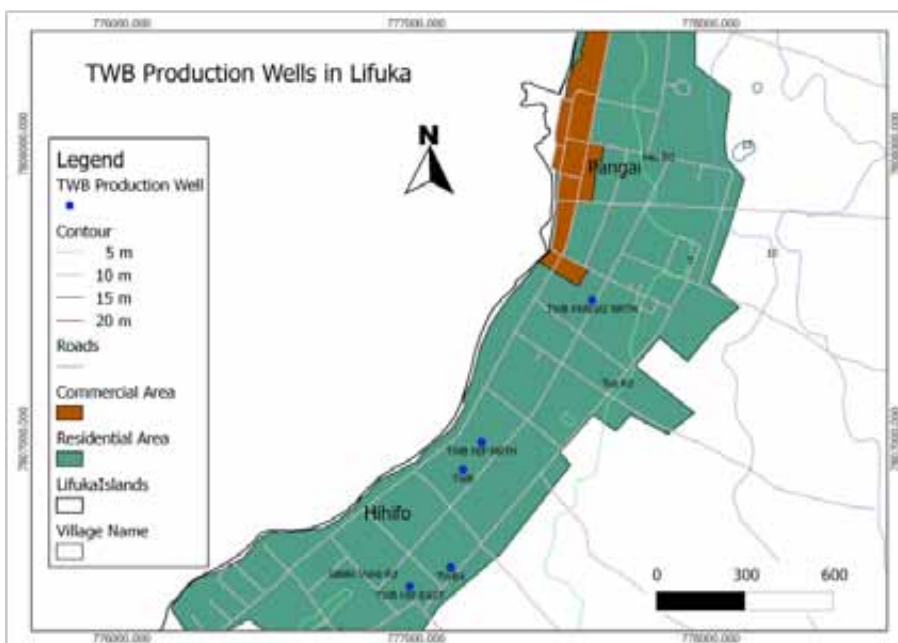 776000.000 777000.000 778000.000
TWB Production Wells in Lifuka
N
Legend
TWB Production Well
Contour
5 m
10 m
15 m
20 m
Roads
Commercial Area
Residential Area
LifukaIslands
Village Name
Pangai
Hihifo
TWB
0 300 600
776000.000 777000.000 778000.000